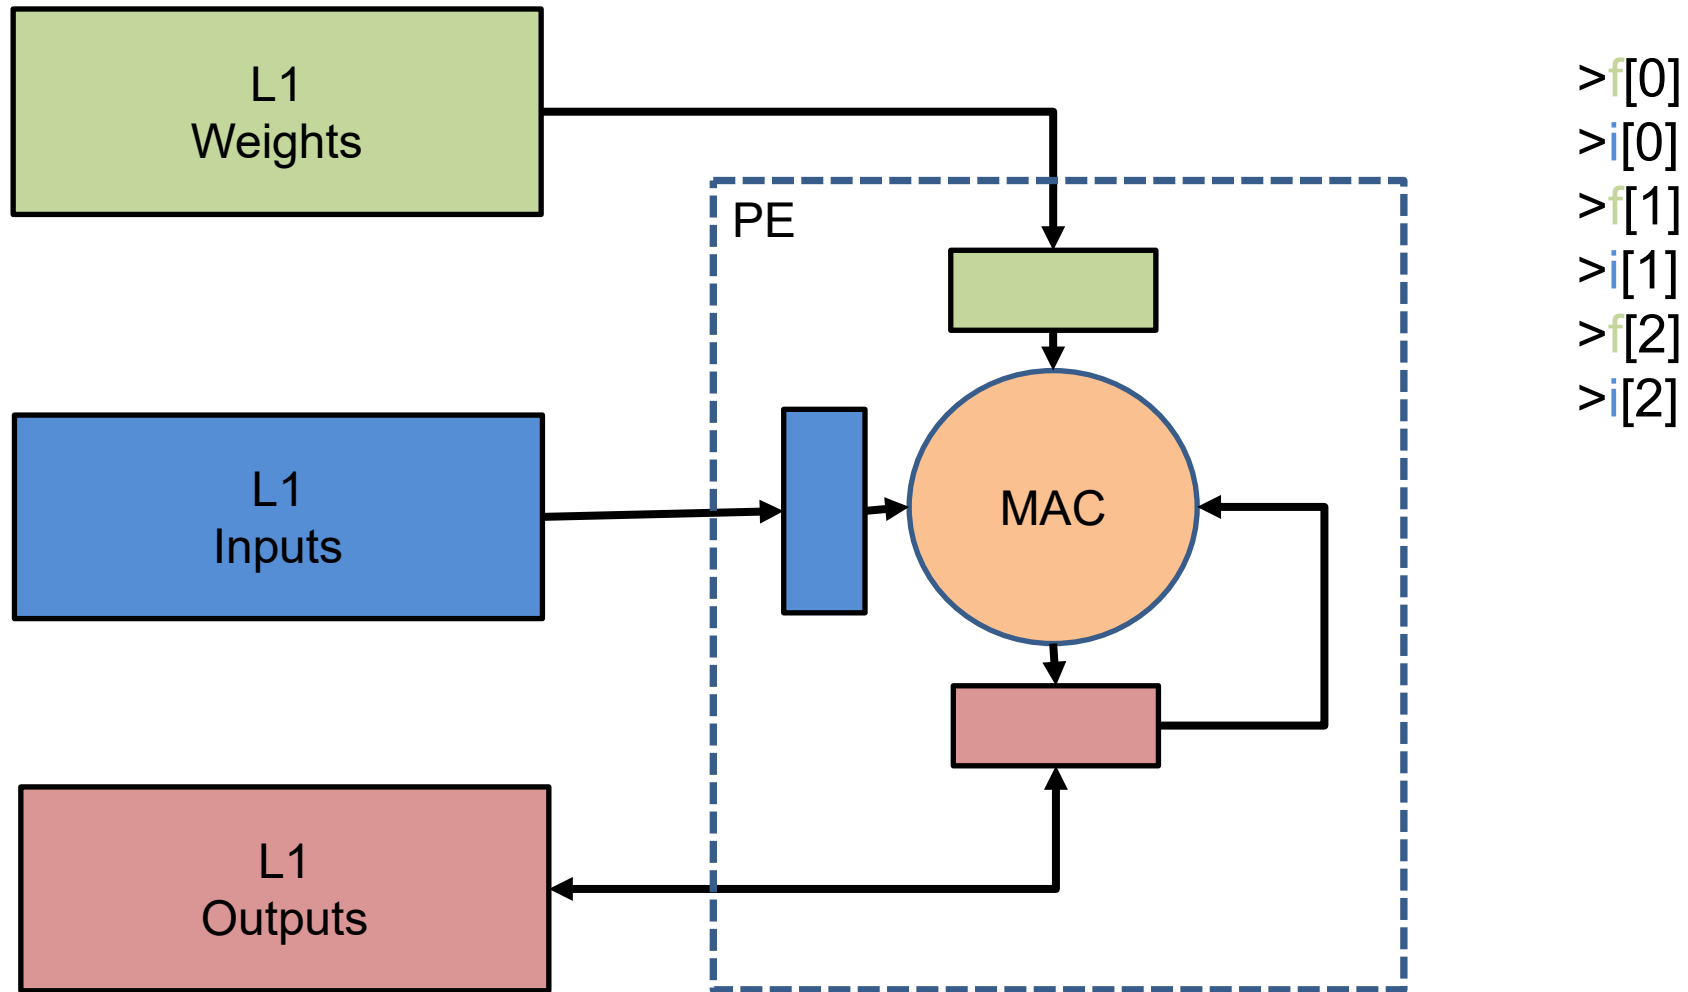 L1
Weights
PE
L1
Inputs
MAC
L1
Outputs
>f[0]
>i[0]
>f[1]
>i[1]
>f[2]
>i[2]